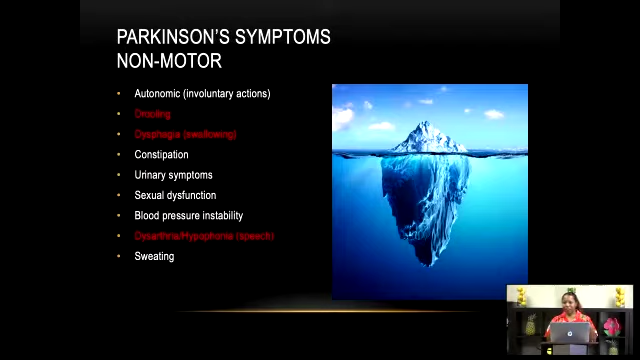 PARKINSON'S SYMPTOMS
NON-MOTOR
Autonomic (involuntary actions)
Drooling
Dysphagia (swallowing)
Constipation
Urinary symptoms
Sexual dysfunction
Blood pressure instability
Dysarthria/Hypophonia (speech)
Sweating